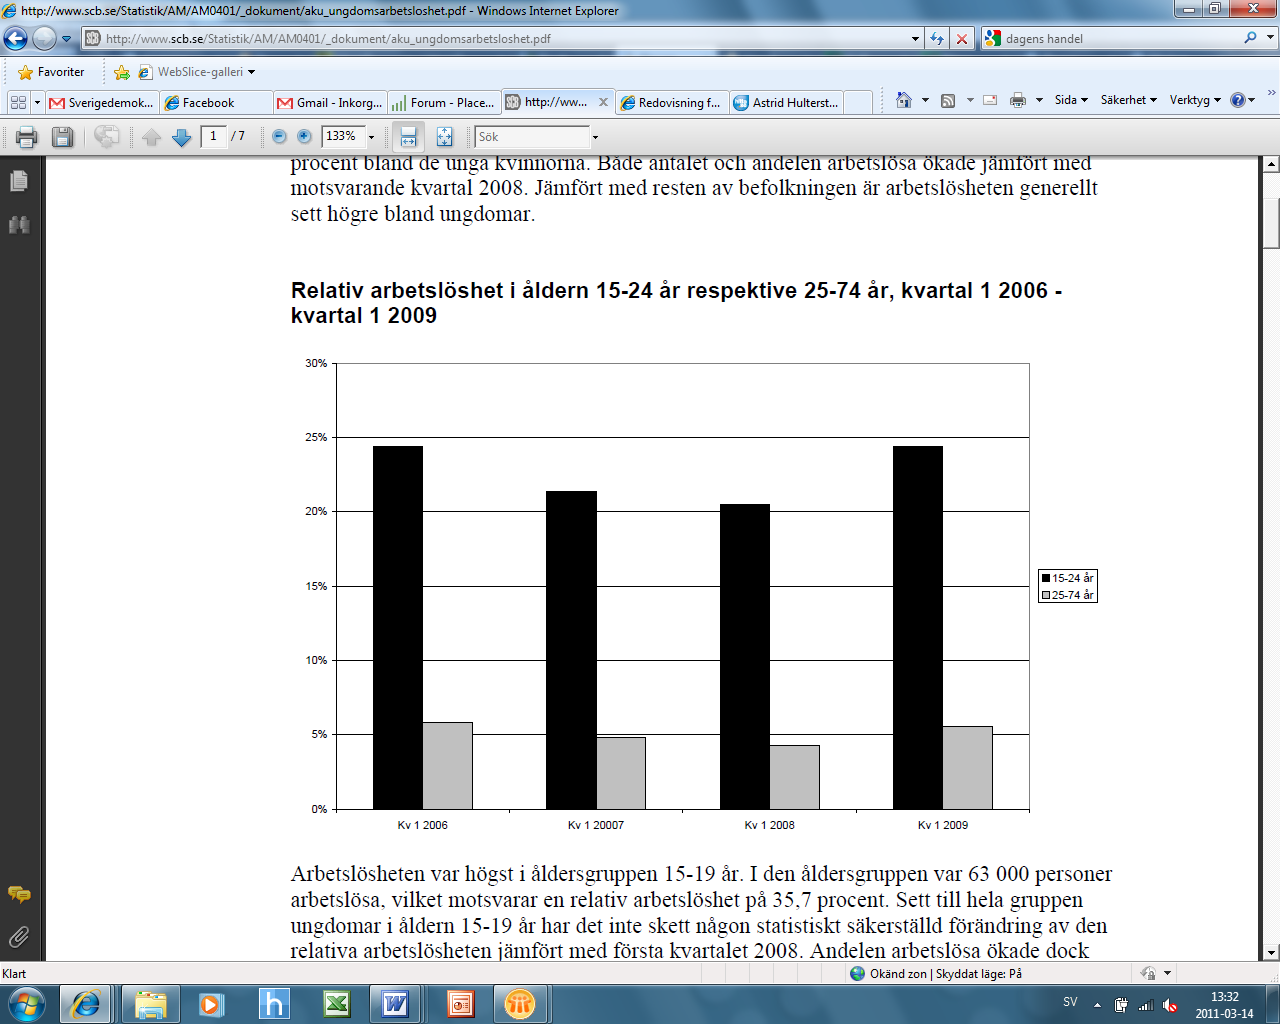 http://www.scb.se/Statistik/AM/AM0401/_dokument/aku_ungdomsarbetsloshet.pdf - Windows Internet Explorer
http://www.scb.se/Statistik/AM/AM0401/_dokument/aku_ungdomsarbetsloshet.pdf
dagens handel
Favoriter
WebSlice-galleri
Sverigedemok...
Facebook
Gmail - Inkorg...
Forum - Place...
http://ww...
Redovisning f...
Astrid Hulterst...
Sida
Säkerhet
Verktyg
1 / 7
133%
Sök
procent bland de unga kvinnorna. Både antalet och andelen arbetslösa ökade jämfört med
motsvarande kvartal 2008. Jämfört med resten av befolkningen är arbetslösheten generellt
sett högre bland ungdomar.
Relativ arbetslöshet i åldern 15-24 år respektive 25-74 år, kvartal 1 2006 -
kvartal 1 2009
30%
25%
20%
15%
10%
5%
0%
Kv 1 2006
Kv 1 20007
Kv 1 2008
Kv 1 2009
15-24 år
25-74 år
Arbetslösheten var högst i åldersgruppen 15-19 år. I den åldersgruppen var 63 000 personer
arbetslösa, vilket motsvarar en relativ arbetslöshet på 35,7 procent. Sett till hela gruppen
ungdomar i åldern 15-19 år har det inte skett någon statistiskt säkerställd förändring av den
relativa arbetslösheten jämfört med första kvartalet 2008. Andelen arbetslösa ökade dock
Klart
Okänd zon | Skyddat läge: På
SV
13:32
2011-03-14